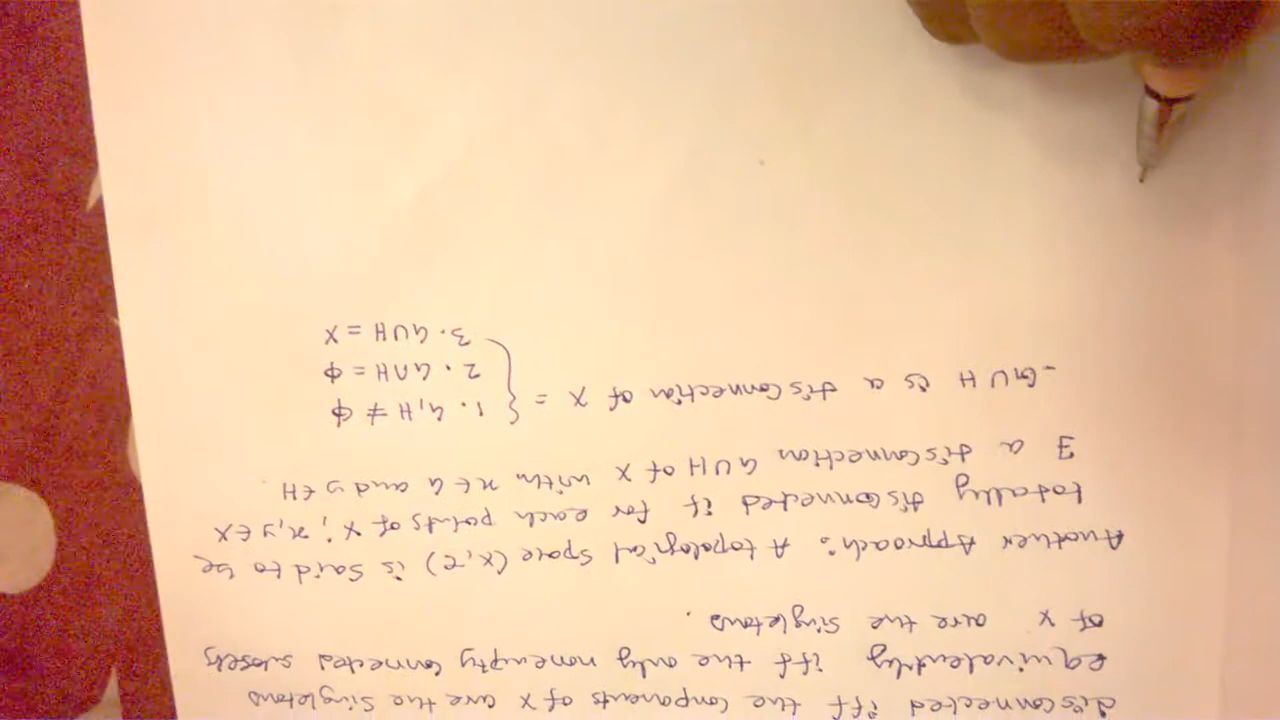 disconnected iff the components of X are the singletons
equivalently iff the only nonempty connected subsets
of X are the singletons.
Another Approach: A topological space (X,τ) is said to be
totally disconnected if for each points of X; x,y ∈ X
∃ a disconnection G∪H of X with x∈G and y∈H.
- G∪H is a disconnection of X = { 1. G,H ≠ φ
2. G∩H = φ
3. G∪H = X